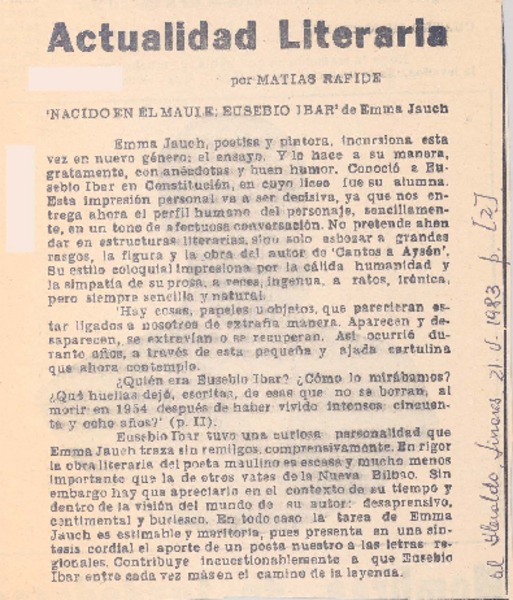 Actualidad Literaria
por MATIAS RAFIDE
'NACIDO EN EL MAULE: EUSEBIO IBAR' de Emma Jauch
Emma Jauch, poetisa y pintora, incursiona esta
vez en nuevo género: el ensayo. Y lo hace a su manera,
gratamente, con anécdotas y buen humor. Conoció a Eu-
sebio Ibar en Constitución, en cuyo liceo fue su alumna.
Esta impresión personal va a ser decisiva, ya que nos en-
trega ahora el perfil humano del personaje, sencillamen-
te, en un tono de afectuosa conversación. No pretende ahon
dar en estructuras literarias, sino solo esbozar a grandes
rasgos, la figura y la obra del autor de 'Cantos a Aysén'.
Su estilo coloquial impresiona por la cálida humanidad y
la simpatía de su prosa, a veces, ingenua, a ratos, irónica,
pero siempre sencilla y natural.
'Hay cosas, papeles u objetos, que parecieran es-
tar ligados a nosotros de extraña manera. Aparecen y de-
saparecen, se extravían o se recuperan. Así ocurrió du-
rante años, a través de esta pequeña y ajada cartulina
que ahora contemplo.
¿Quién era Eusebio Ibar? ¿Cómo lo mirábamos?
¿Qué huellas dejó, escritas, de esas que no se borran, al
morir en 1954 después de haber vivido intensos cincuen-
ta y ocho años?' (p. II).
Eusebio Ibar tuvo una curiosa personalidad que
Emma Jauch traza sin remilgos, comprensivamente. En rigor
la obra literaria del poeta maulino es escasa y mucho menos
importante que la de otros vates de la Nueva Bilbao. Sin
embargo hay que apreciarlo en el contexto de su tiempo y
dentro de la visión del mundo de su autor: desaprensivo,
sentimental y burlesco. En todo caso la tarea de Emma
Jauch es estimable y meritoria, pues presenta en una sín-
tesis cordial el aporte de un poeta nuestro a las letras re-
gionales. Contribuye incuestionablemente a que Eusebio
Ibar entre cada vez más en el camino de la leyenda.
el Heraldo, Linares 21-V-1983 p. [2]